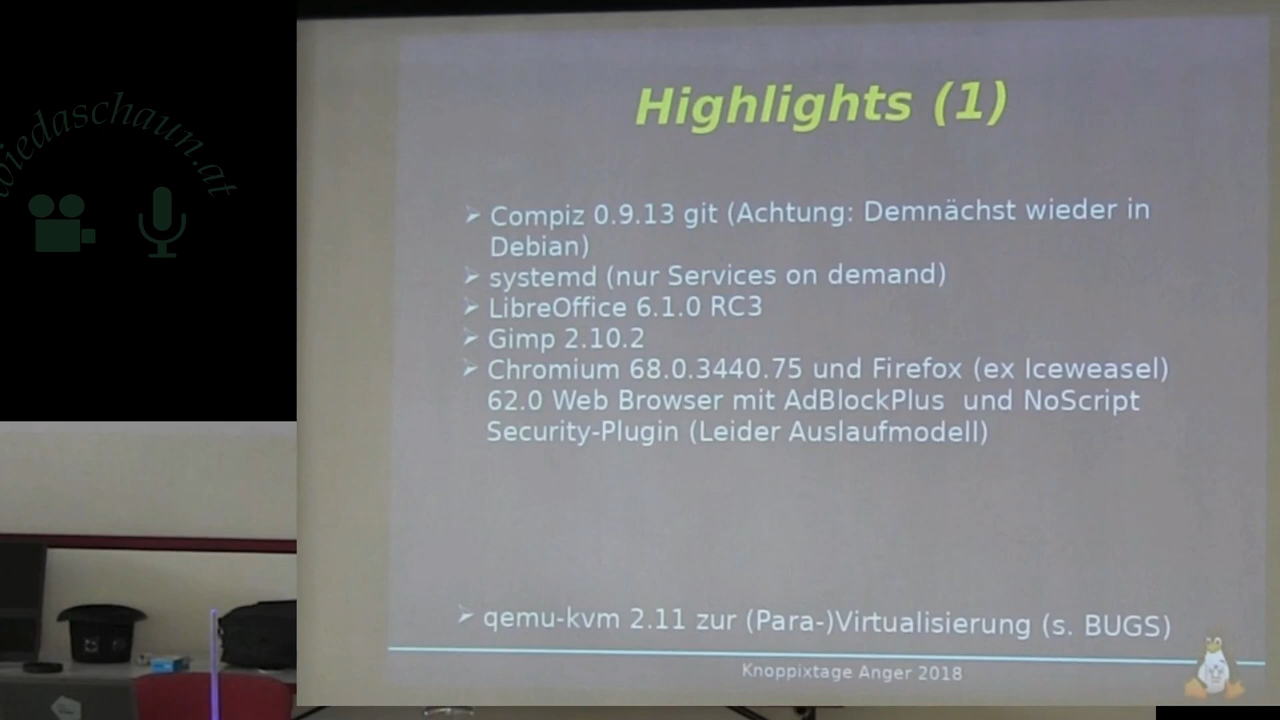 wiedaschaun.at
Highlights (1)
Compiz 0.9.13 git (Achtung: Demnächst wieder in
Debian)
systemd (nur Services on demand)
LibreOffice 6.1.0 RC3
Gimp 2.10.2
Chromium 68.0.3440.75 und Firefox (ex Iceweasel)
62.0 Web Browser mit AdBlockPlus und NoScript
Security-Plugin (Leider Auslaufmodell)
qemu-kvm 2.11 zur (Para-)Virtualisierung (s. BUGS)
Knoppixtage Anger 2018